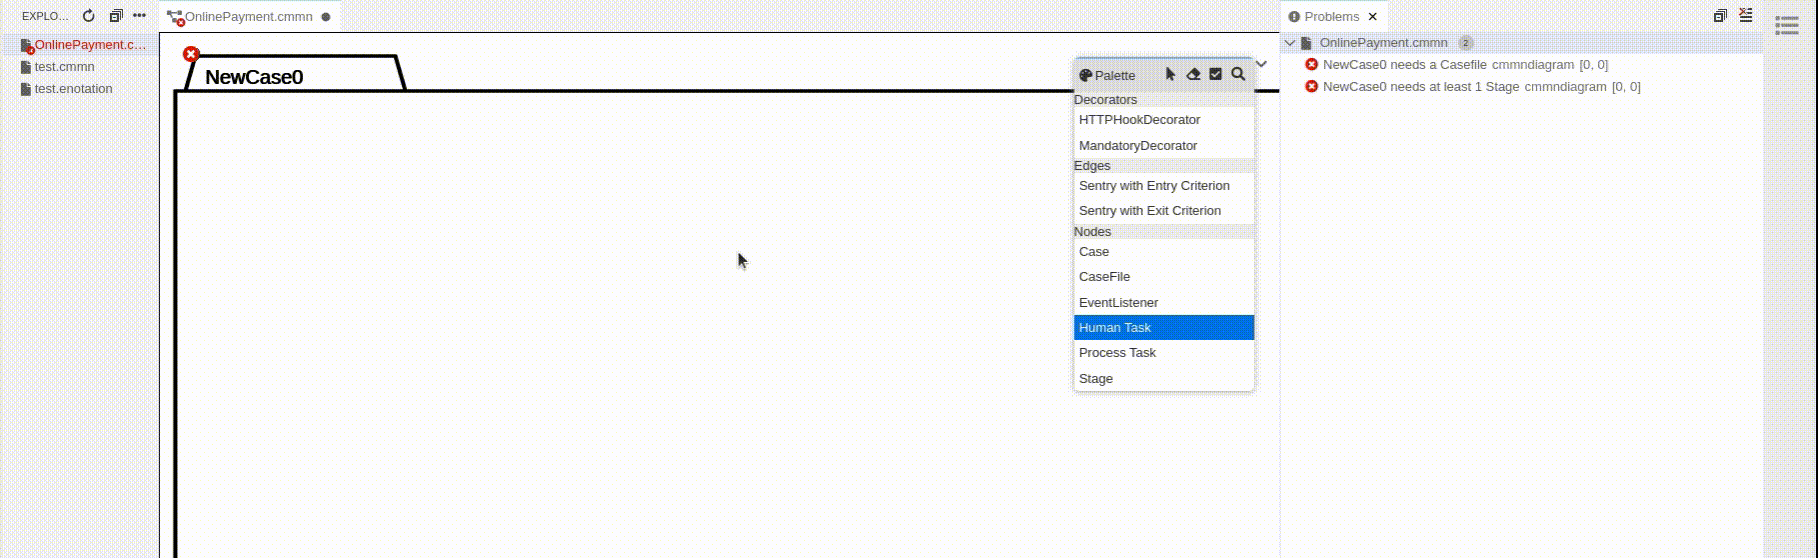 EXPLO...
OnlinePayment.c...
test.cmmn
test.enotation
OnlinePayment.cmmn
NewCase0
Palette
Decorators
HTTPHookDecorator
MandatoryDecorator
Edges
Sentry with Entry Criterion
Sentry with Exit Criterion
Nodes
Case
CaseFile
EventListener
Human Task
Process Task
Stage
Problems
OnlinePayment.cmmn 2
NewCase0 needs a Casefile cmmndiagram [0, 0]
NewCase0 needs at least 1 Stage cmmndiagram [0, 0]